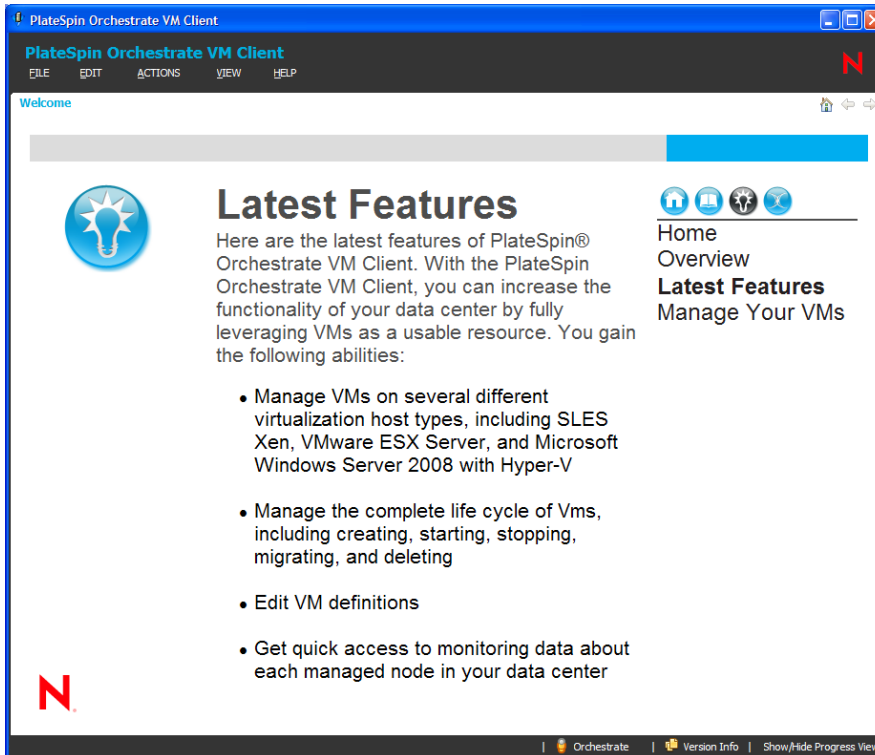 PlateSpin Orchestrate VM Client
PlateSpin Orchestrate VM Client
FILE EDIT ACTIONS VIEW HELP
N
Welcome
Latest Features
Here are the latest features of PlateSpin®
Orchestrate VM Client. With the PlateSpin
Orchestrate VM Client, you can increase the
functionality of your data center by fully
leveraging VMs as a usable resource. You gain
the following abilities:
• Manage VMs on several different
virtualization host types, including SLES
Xen, VMware ESX Server, and Microsoft
Windows Server 2008 with Hyper-V
• Manage the complete life cycle of Vms,
including creating, starting, stopping,
migrating, and deleting
• Edit VM definitions
• Get quick access to monitoring data about
each managed node in your data center
Home
Overview
Latest Features
Manage Your VMs
N
| Orchestrate | Version Info | Show/Hide Progress View